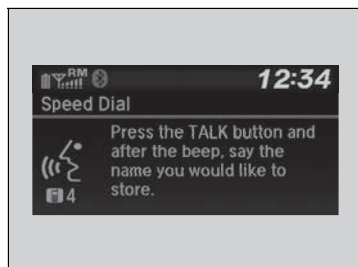 RM 12:34
Speed Dial
Press the TALK button and
after the beep, say the
name you would like to
store.
4